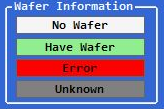 Wafer Information
No Wafer
Have Wafer
Error
Unknown